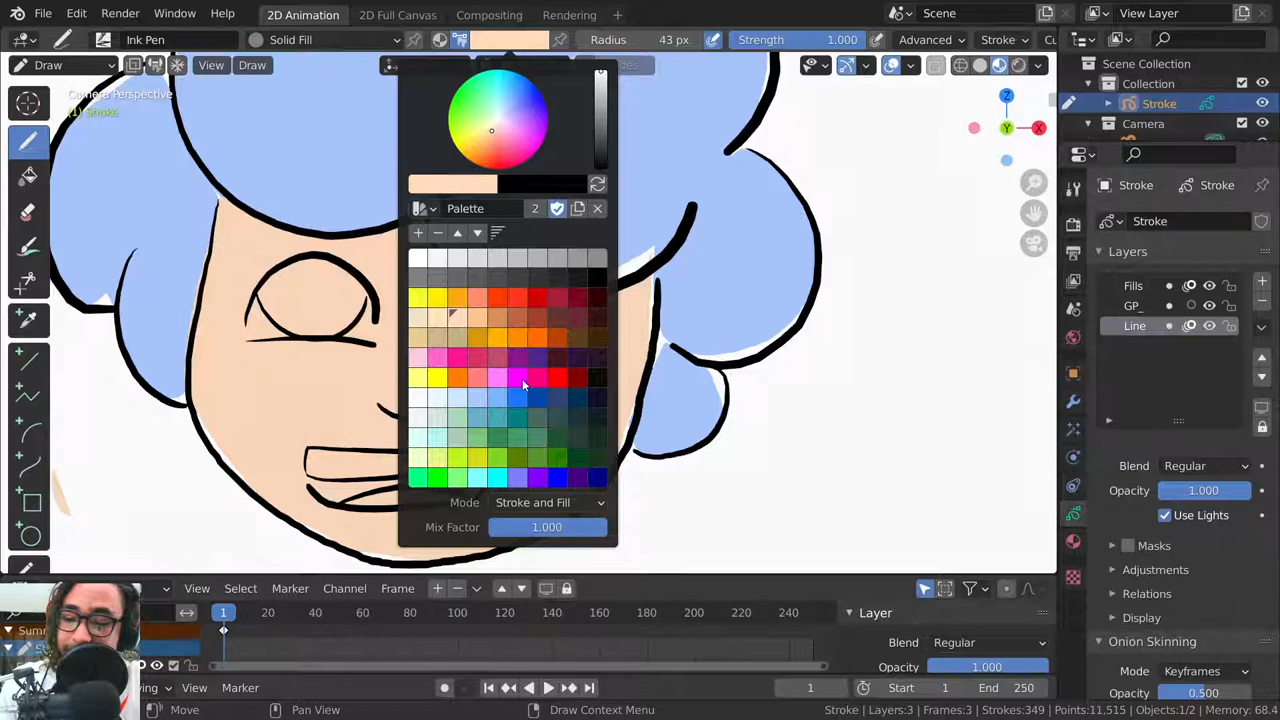 File Edit Render Window Help 2D Animation 2D Full Canvas Compositing Rendering + Scene View Layer
Ink Pen Solid Fill Radius 43 px Strength 1.000 Advanced Stroke
Draw View Draw
Camera Perspective
(1) Stroke
Z
Y
X
Palette 2
Mode Stroke and Fill
Mix Factor 1.000
Scene Collection
Collection
Stroke
Camera
Stroke Stroke
Stroke
Layers
Fills
GP_
Line
Blend Regular
Opacity 1.000
Use Lights
Masks
Adjustments
Relations
Display
Onion Skinning
Mode Keyframes
Opacity 0.500
View Select Marker Channel Frame
1 20 40 60 80 100 120 140 160 180 200 220 240
Layer
Blend Regular
Opacity 1.000
View Marker 1 Start 1 End 250
Move Pan View Draw Context Menu Stroke | Layers:3 | Frames:3 | Strokes:349 | Points:11,515 | Objects:1/2 | Memory: 68.4